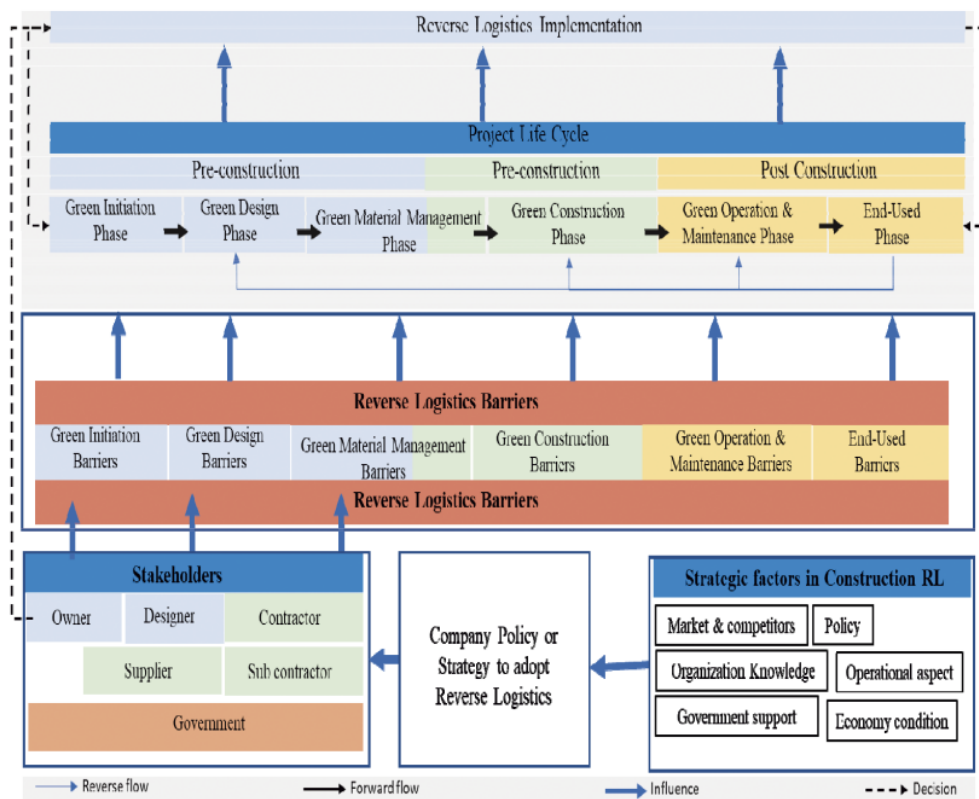 Reverse Logistics Implementation
Project Life Cycle
Pre-construction
Pre-construction
Post Construction
Green Initiation
Phase
Green Design
Phase
Green Material Management
Phase
Green Construction
Phase
Green Operation &
Maintenance Phase
End-Used
Phase
Reverse Logistics Barriers
Green Initiation
Barriers
Green Design
Barriers
Green Material Management
Barriers
Green Construction
Barriers
Green Operation &
Maintenance Barriers
End-Used
Barriers
Reverse Logistics Barriers
Stakeholders
Owner
Designer
Contractor
Supplier
Sub contractor
Government
Company Policy or
Strategy to adopt
Reverse Logistics
Strategic factors in Construction RL
Market & competitors
Policy
Organization Knowledge
Operational aspect
Government support
Economy condition
Reverse flow
Forward flow
Influence
Decision